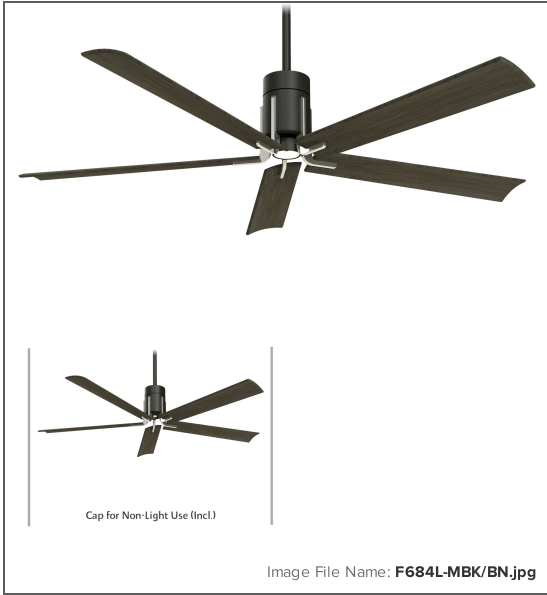 Cap for Non-Light Use (Incl.)
Image File Name: F684L-MBK/BN.jpg